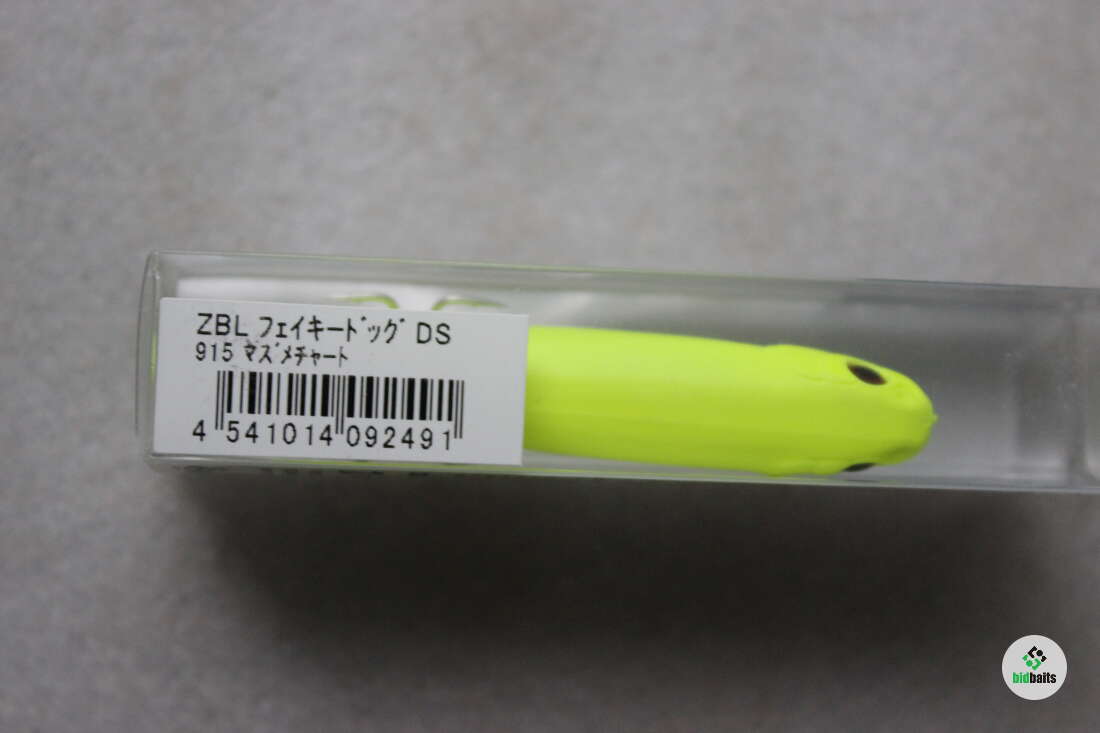 ZBL ﾌｪｲｷｰﾄﾞｯｸﾞ DS
915 ﾏｽﾞﾒﾁｬｰﾄ
4 541014 092491
bidbaits